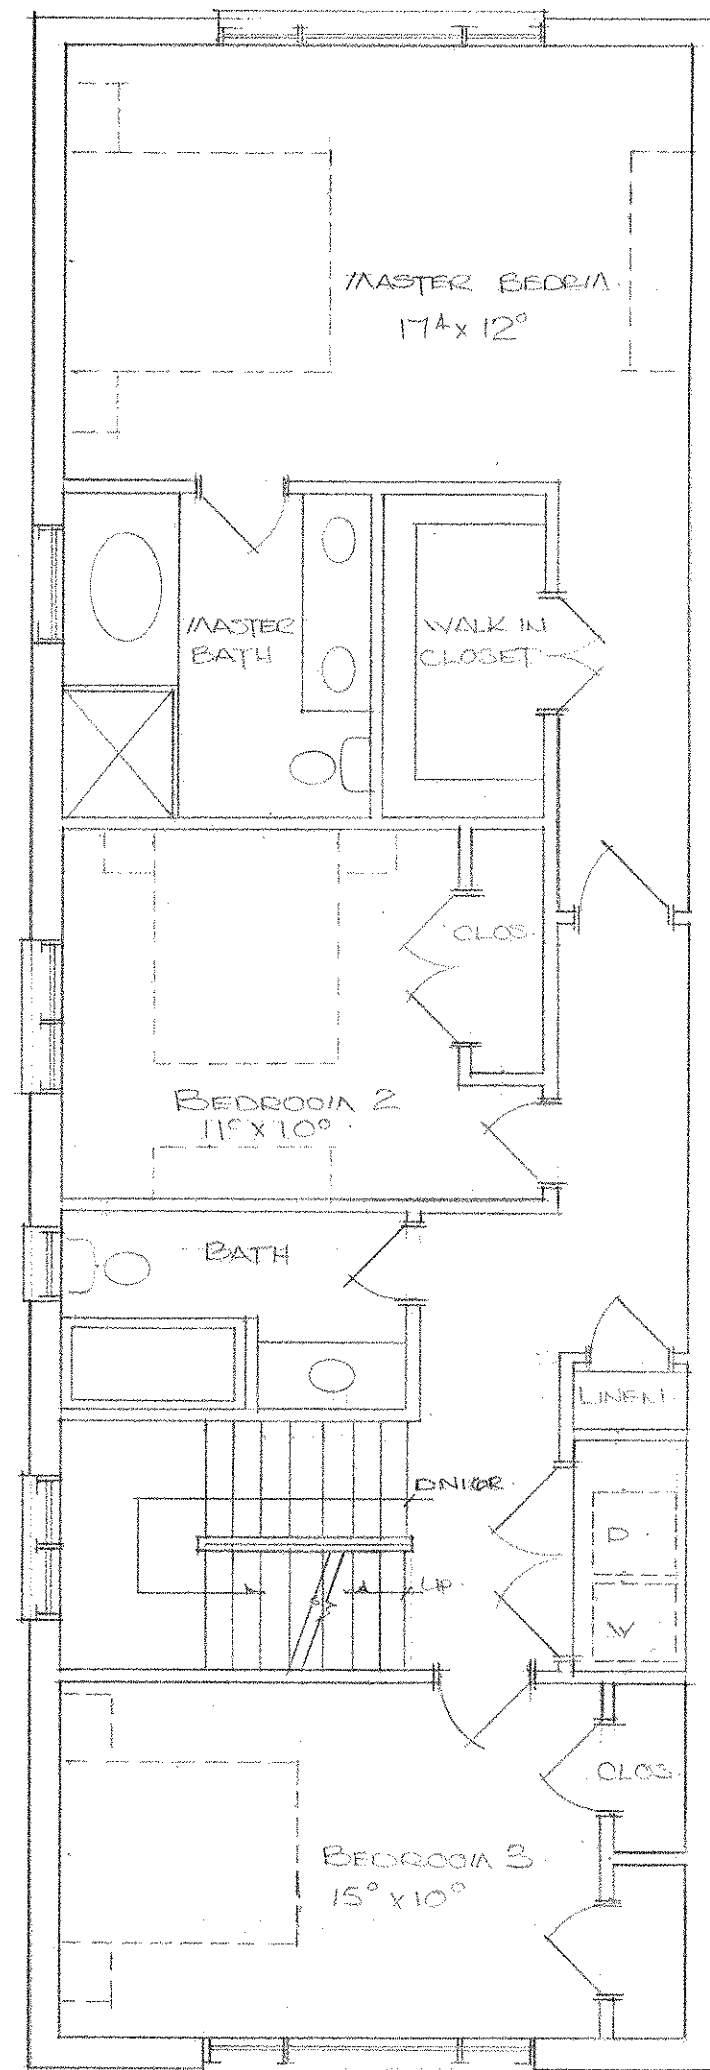 MASTER BEDRM.
17⁴ x 12⁰
MASTER
BATH
WALK IN
CLOSET
CLOS.
BEDROOM 2
11⁰ x 10⁰
BATH
LINEN
UP
D.
W
CLOS.
BEDROOM 3
15⁰ x 10⁰